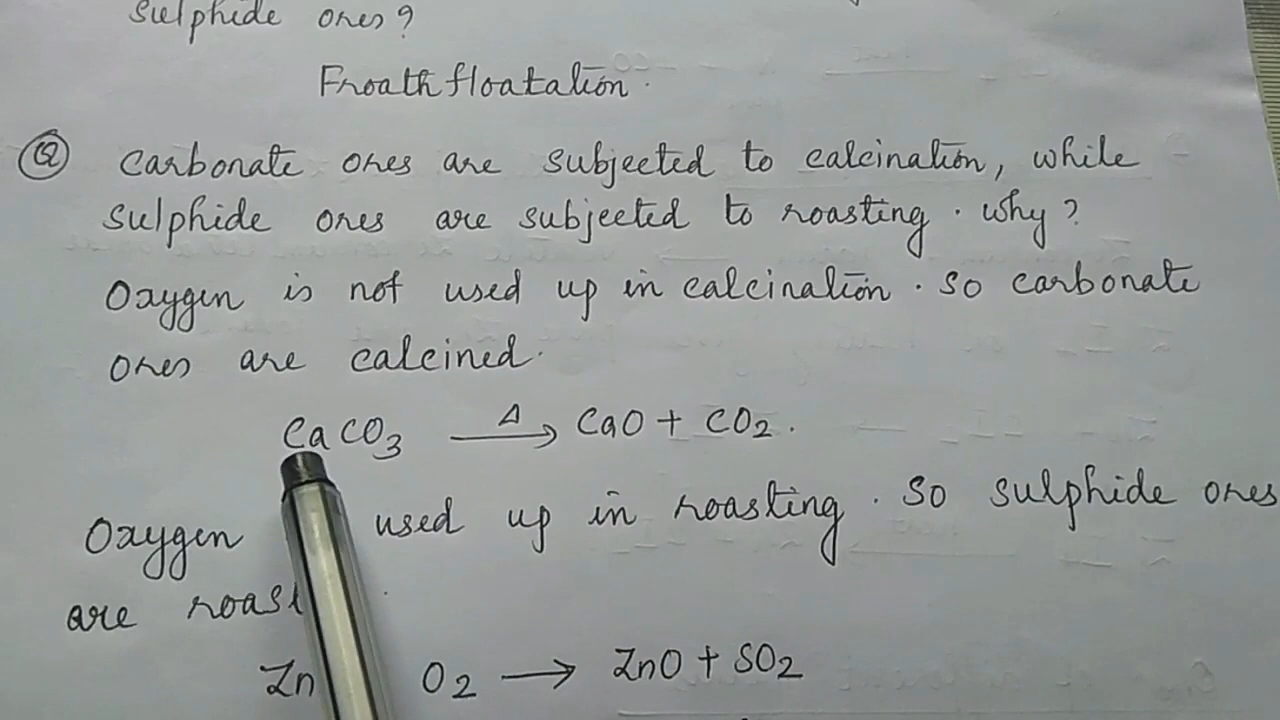 Sulphide ores?
Froath floatation.
Q Carbonate ores are subjected to calcination, while
sulphide ores are subjected to roasting. Why?
Oxygen is not used up in calcination. So carbonate
ores are calcined.
CaCO3 Δ→ CaO + CO2.
Oxygen used up in roasting. So sulphide ores
are roast
Zn O2 → ZnO + SO2